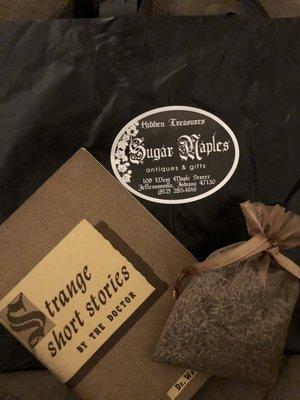 Hidden Treasures
Sugar Maples
antiques & gifts
109 West Maple Street
Jeffersonville, Indiana 47130
Strange
short stories
BY THE DOCTOR